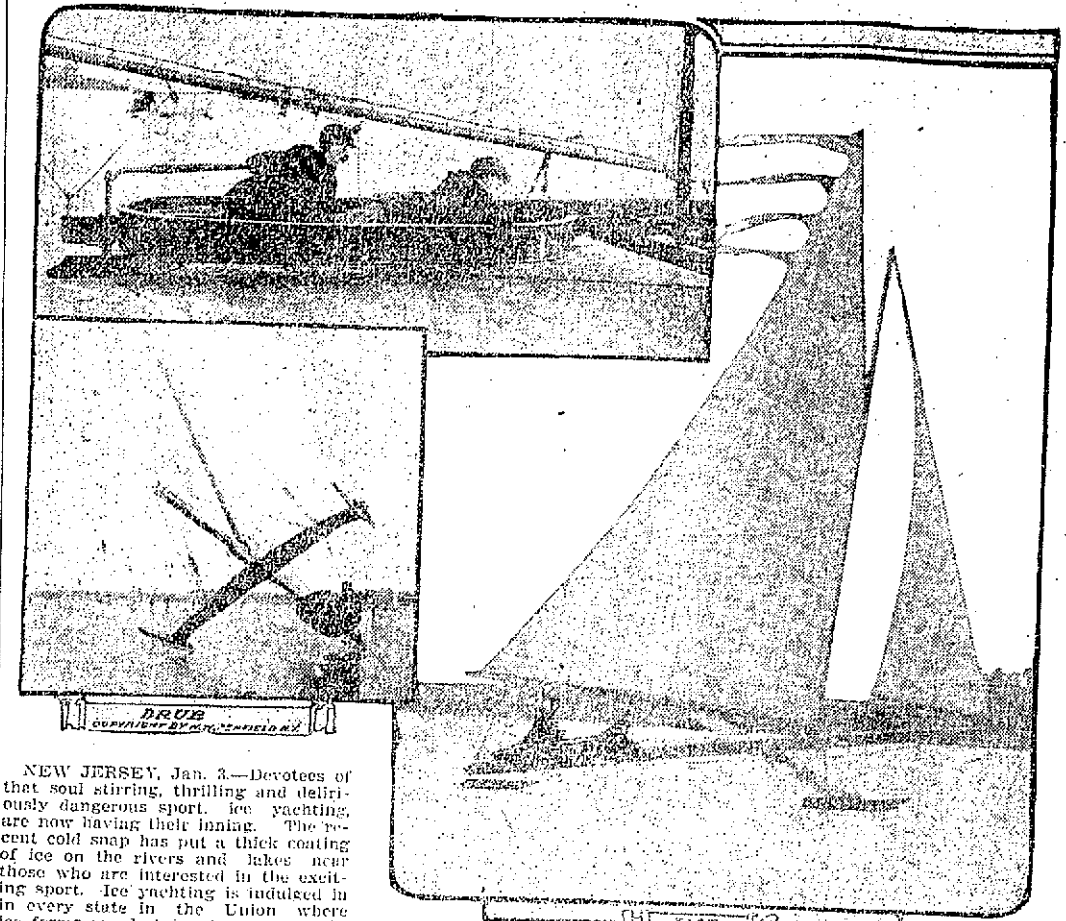 DRUB
COPYRIGHT BY
NEW JERSEY, Jan. 3.—Devotees of
that soul stirring, thrilling and deliri-
ously dangerous sport, ice yachting,
are now having their inning. The re-
cent cold snap has put a thick coating
of ice on the rivers and lakes near
those who are interested in the excit-
ing sport. Ice yachting is indulged in
in every state in the Union where